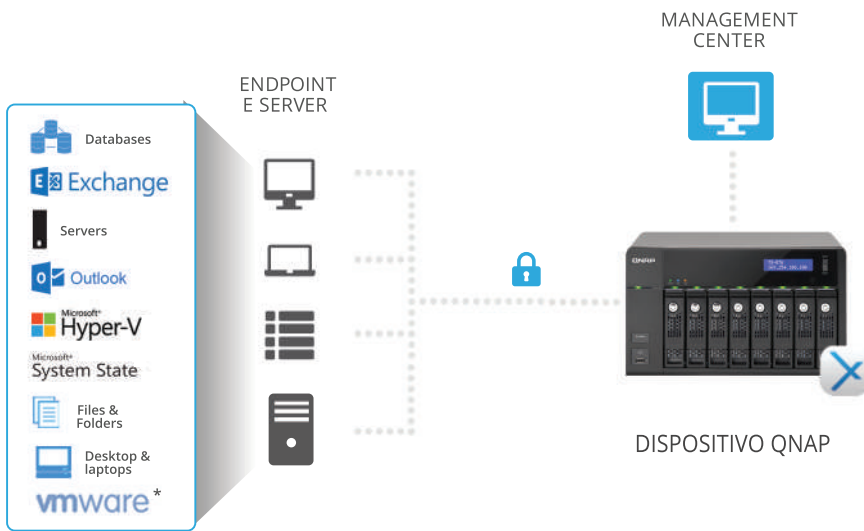 MANAGEMENT
CENTER
ENDPOINT
E SERVER
Databases
E Exchange
Servers
o Outlook
Microsoft®
Hyper-V
Microsoft®
System State
Files &
Folders
Desktop &
laptops
vmware*
QNAP
DISPOSITIVO QNAP